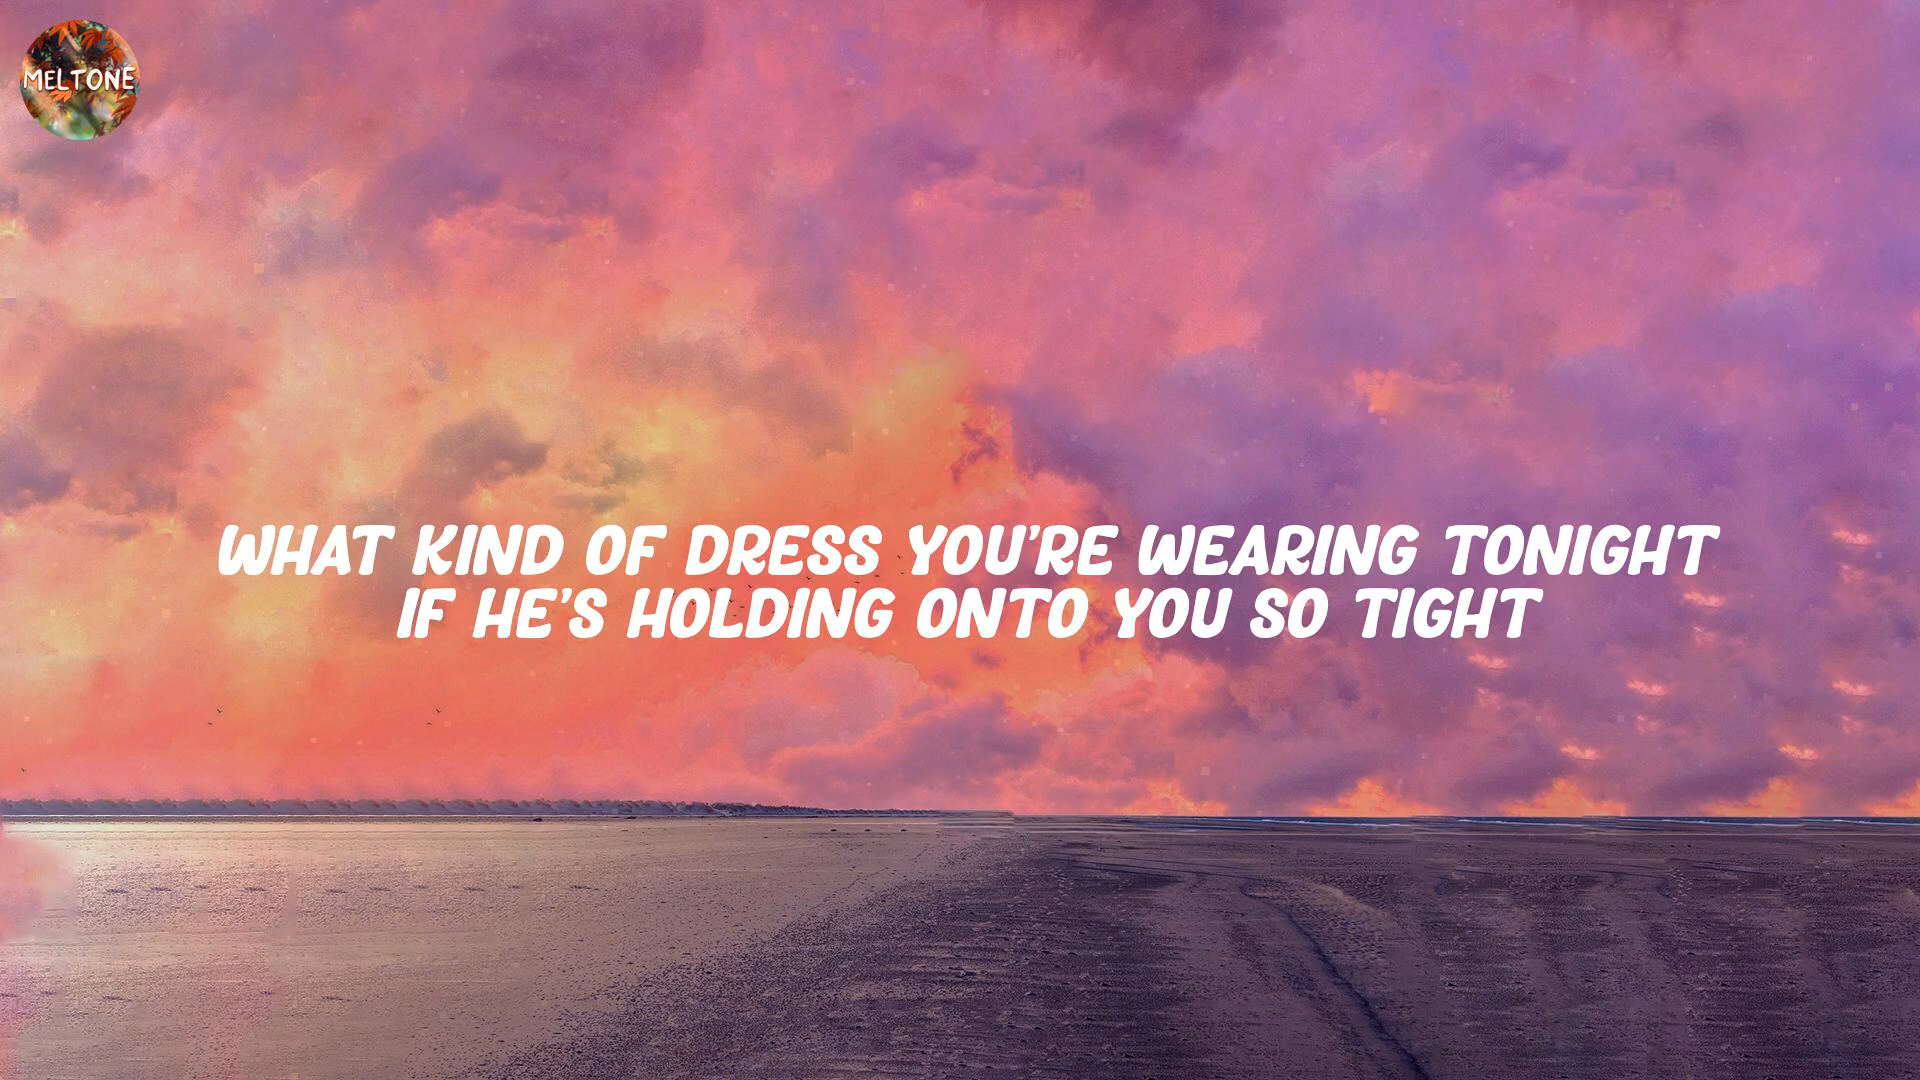 MELTONE
WHAT KIND OF DRESS YOU'RE WEARING TONIGHT
IF HE'S HOLDING ONTO YOU SO TIGHT